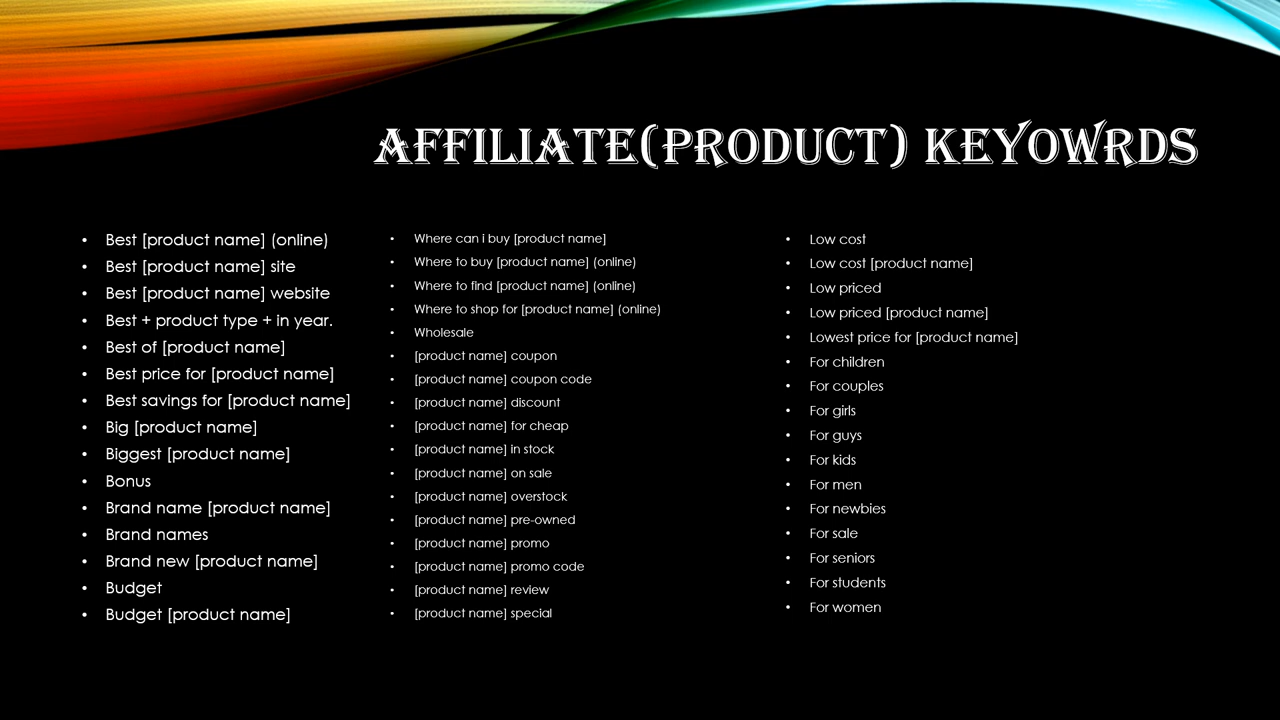 AFFILIATE(PRODUCT) KEYOWRDS
• Best [product name] (online)
• Best [product name] site
• Best [product name] website
• Best + product type + in year.
• Best of [product name]
• Best price for [product name]
• Best savings for [product name]
• Big [product name]
• Biggest [product name]
• Bonus
• Brand name [product name]
• Brand names
• Brand new [product name]
• Budget
• Budget [product name]
• Where can i buy [product name]
• Where to buy [product name] (online)
• Where to find [product name] (online)
• Where to shop for [product name] (online)
• Wholesale
• [product name] coupon
• [product name] coupon code
• [product name] discount
• [product name] for cheap
• [product name] in stock
• [product name] on sale
• [product name] overstock
• [product name] pre-owned
• [product name] promo
• [product name] promo code
• [product name] review
• [product name] special
• Low cost
• Low cost [product name]
• Low priced
• Low priced [product name]
• Lowest price for [product name]
• For children
• For couples
• For girls
• For guys
• For kids
• For men
• For newbies
• For sale
• For seniors
• For students
• For women